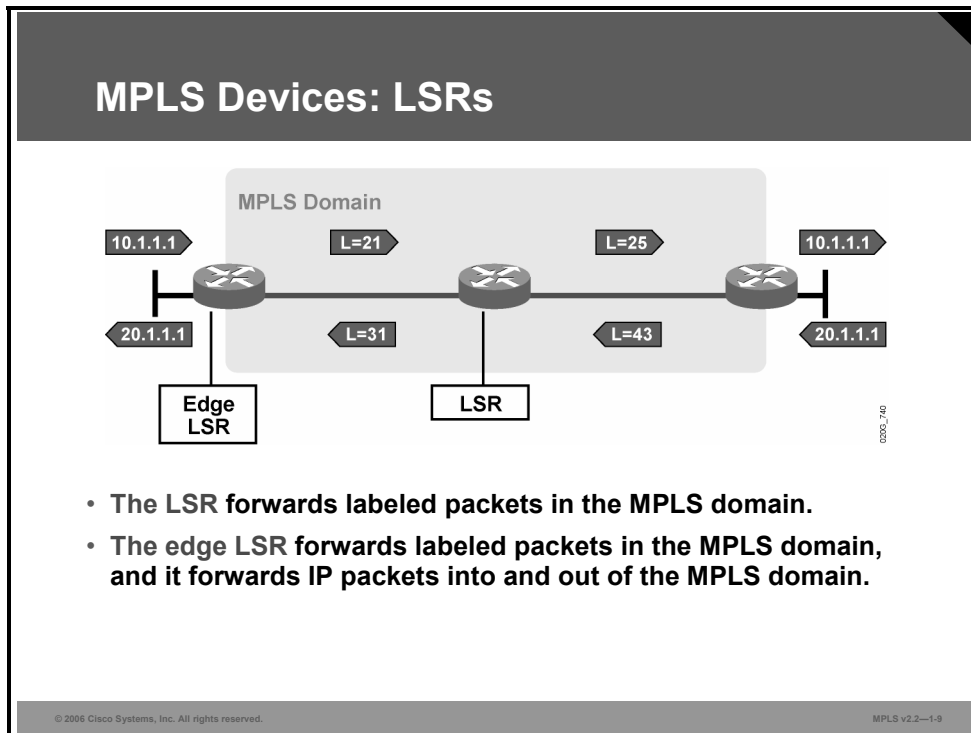 MPLS Devices: LSRs
MPLS Domain
10.1.1.1
L=21
L=25
10.1.1.1
20.1.1.1
L=31
L=43
20.1.1.1
Edge
LSR
LSR
020G_740
• The LSR forwards labeled packets in the MPLS domain.
• The edge LSR forwards labeled packets in the MPLS domain,
and it forwards IP packets into and out of the MPLS domain.
© 2006 Cisco Systems, Inc. All rights reserved.
MPLS v2.2—1-9